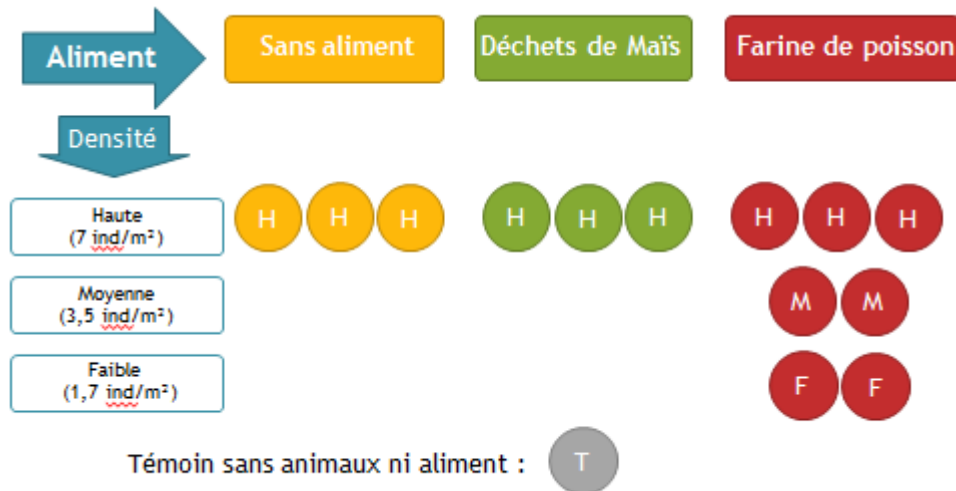 Aliment
Sans aliment
Déchets de Maïs
Farine de poisson
Densité
Haute
(7 ind/m²)
H H H
H H H
H H H
Moyenne
(3,5 ind/m²)
M M
Faible
(1,7 ind/m²)
F F
Témoin sans animaux ni aliment :
T